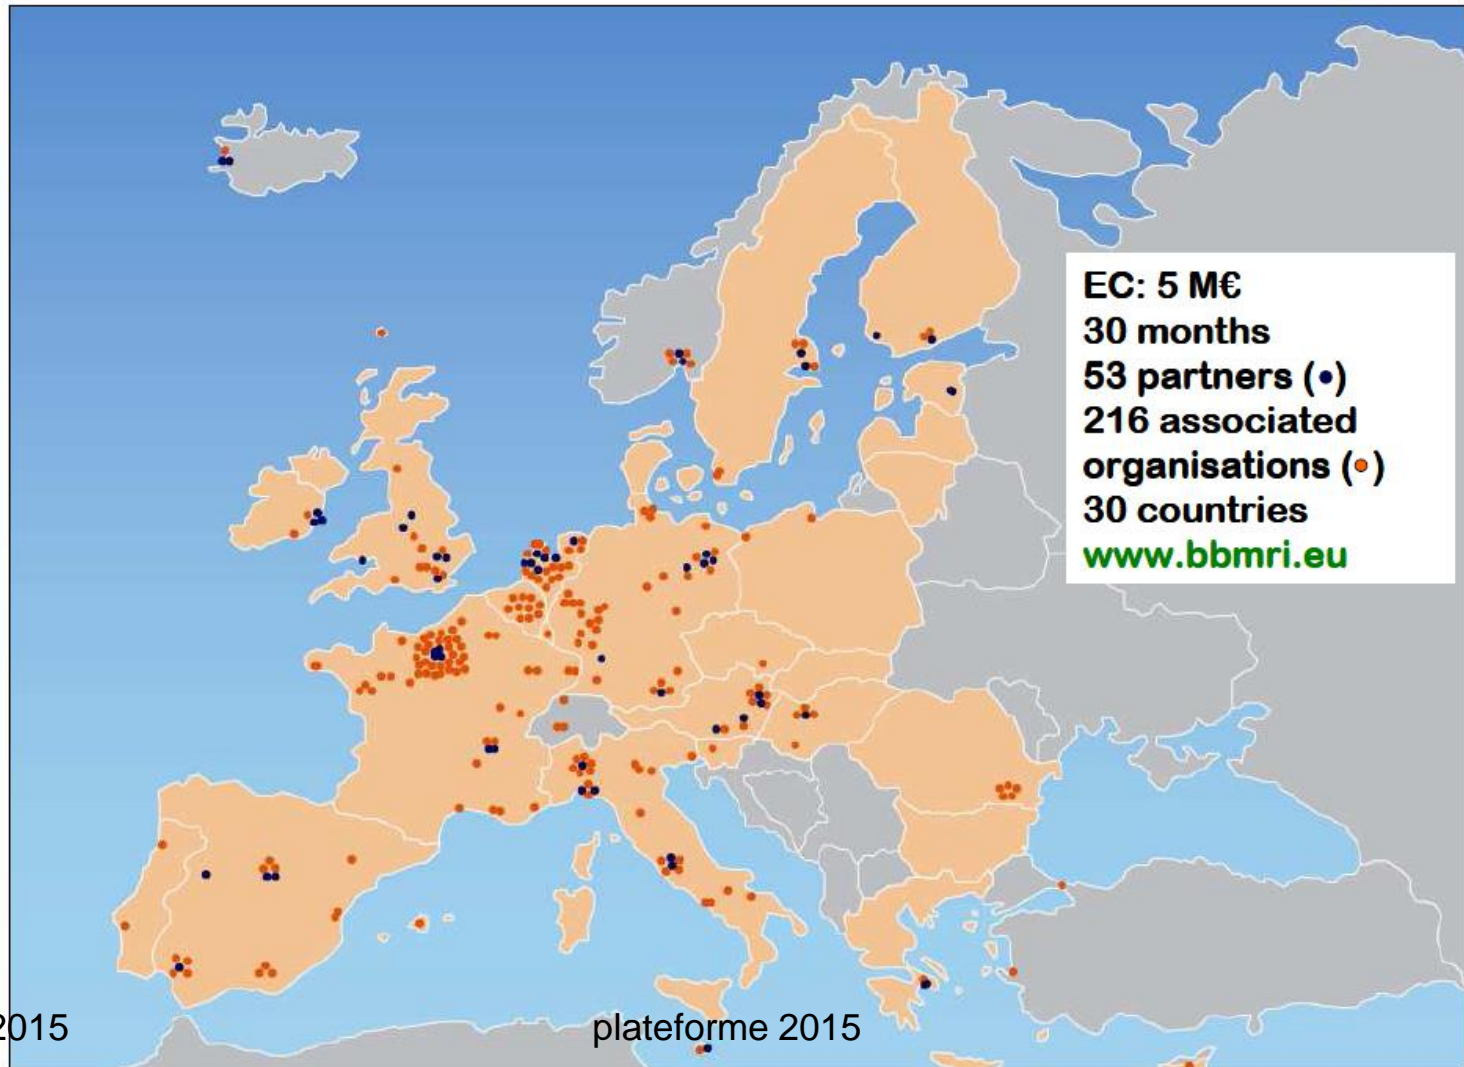 EC: 5 M€
30 months
53 partners (•)
216 associated
organisations (•)
30 countries
www.bbmri.eu
2015
plateforme 2015